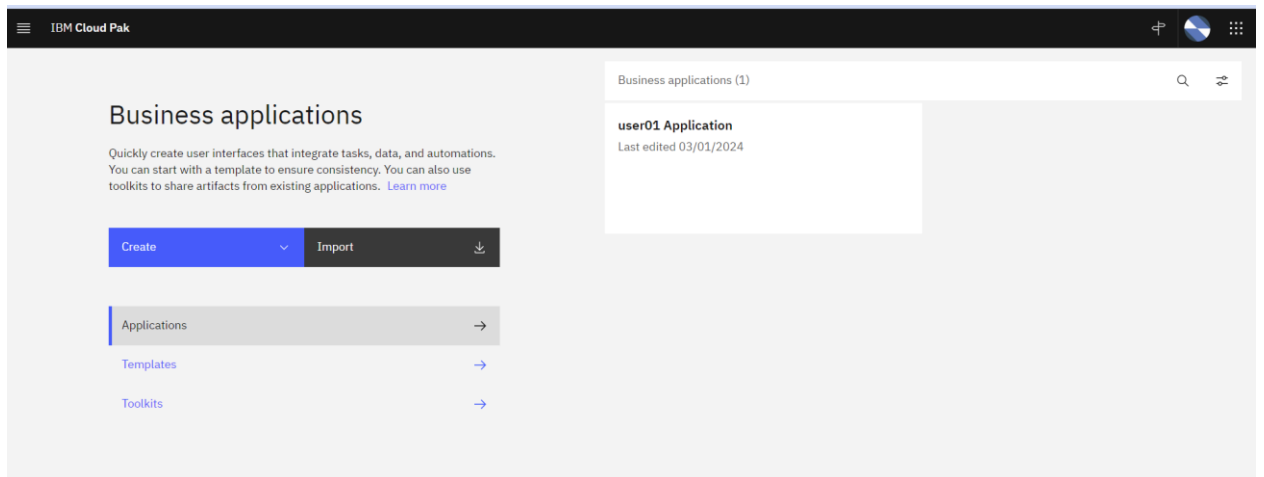 IBM Cloud Pak
Business applications
Quickly create user interfaces that integrate tasks, data, and automations.
You can start with a template to ensure consistency. You can also use
toolkits to share artifacts from existing applications. Learn more
Create
Import
Applications
Templates
Toolkits
Business applications (1)
user01 Application
Last edited 03/01/2024